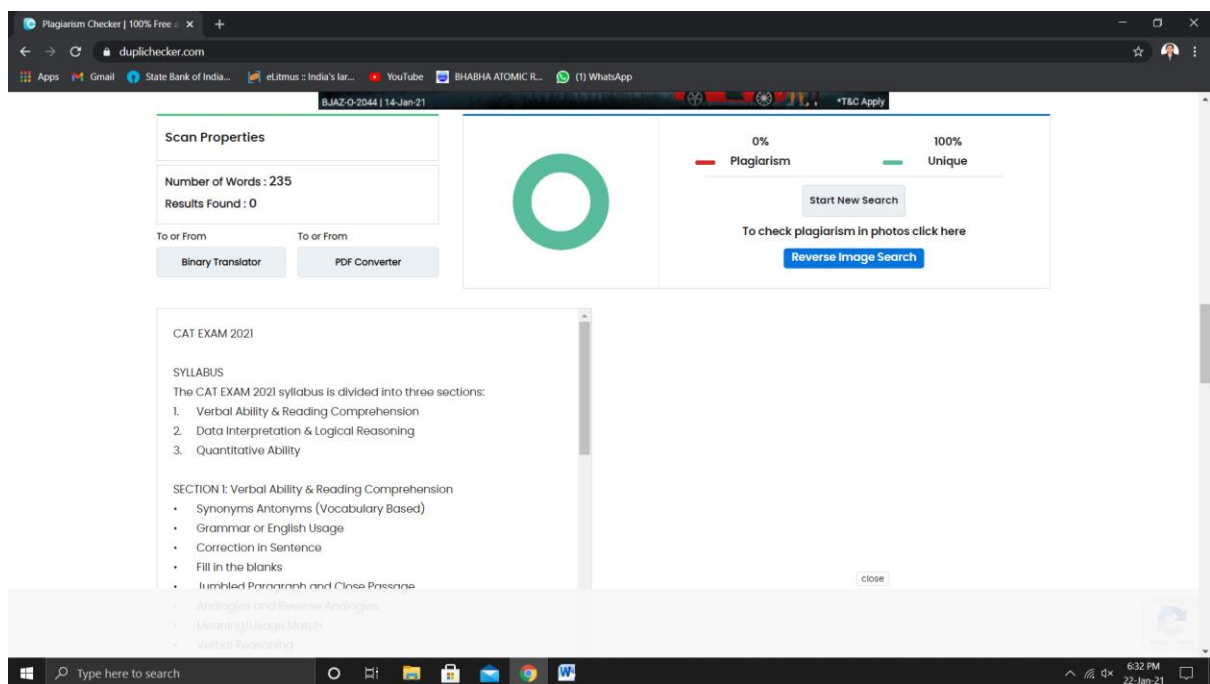 Plagiarism Checker | 100% Free
duplichecker.com
Apps Gmail State Bank of India... eLitmus :: India's lar... YouTube BHABHA ATOMIC R... (1) WhatsApp
BJAZ-O-2044 | 14-Jan-21 *T&C Apply
Scan Properties
Number of Words : 235
Results Found : 0
To or From To or From
Binary Translator PDF Converter
0% 100%
Plagiarism Unique
Start New Search
To check plagiarism in photos click here
Reverse Image Search
CAT EXAM 2021
SYLLABUS
The CAT EXAM 2021 syllabus is divided into three sections:
1. Verbal Ability & Reading Comprehension
2. Data Interpretation & Logical Reasoning
3. Quantitative Ability
SECTION 1: Verbal Ability & Reading Comprehension
• Synonyms Antonyms (Vocabulary Based)
• Grammar or English Usage
• Correction in Sentence
• Fill in the blanks
• Jumbled Paragraph and Close Passage
• Analogies and Reverse Analogies
• Meaning/Usage Match
• Verbal Reasoning
close
Type here to search
6:32 PM
22-Jan-21